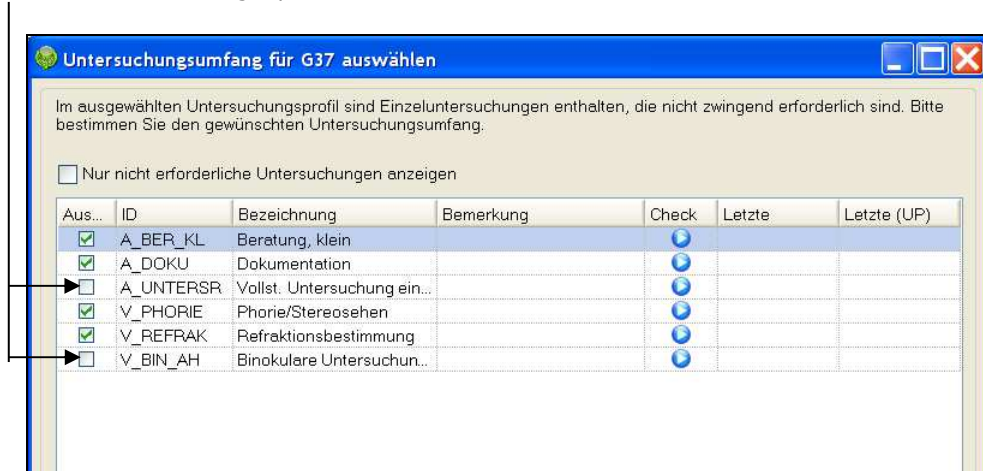 Untersuchungsumfang für G37 auswählen
Im ausgewählten Untersuchungsprofil sind Einzeluntersuchungen enthalten, die nicht zwingend erforderlich sind. Bitte
bestimmen Sie den gewünschten Untersuchungsumfang.
Nur nicht erforderliche Untersuchungen anzeigen
Aus... ID Bezeichnung Bemerkung Check Letzte Letzte (UP)
A_BER_KL Beratung, klein
A_DOKU Dokumentation
A_UNTERSR Vollst. Untersuchung ein...
V_PHORIE Phorie/Stereosehen
V_REFRAK Refraktionsbestimmung
V_BIN_AH Binokulare Untersuchun...